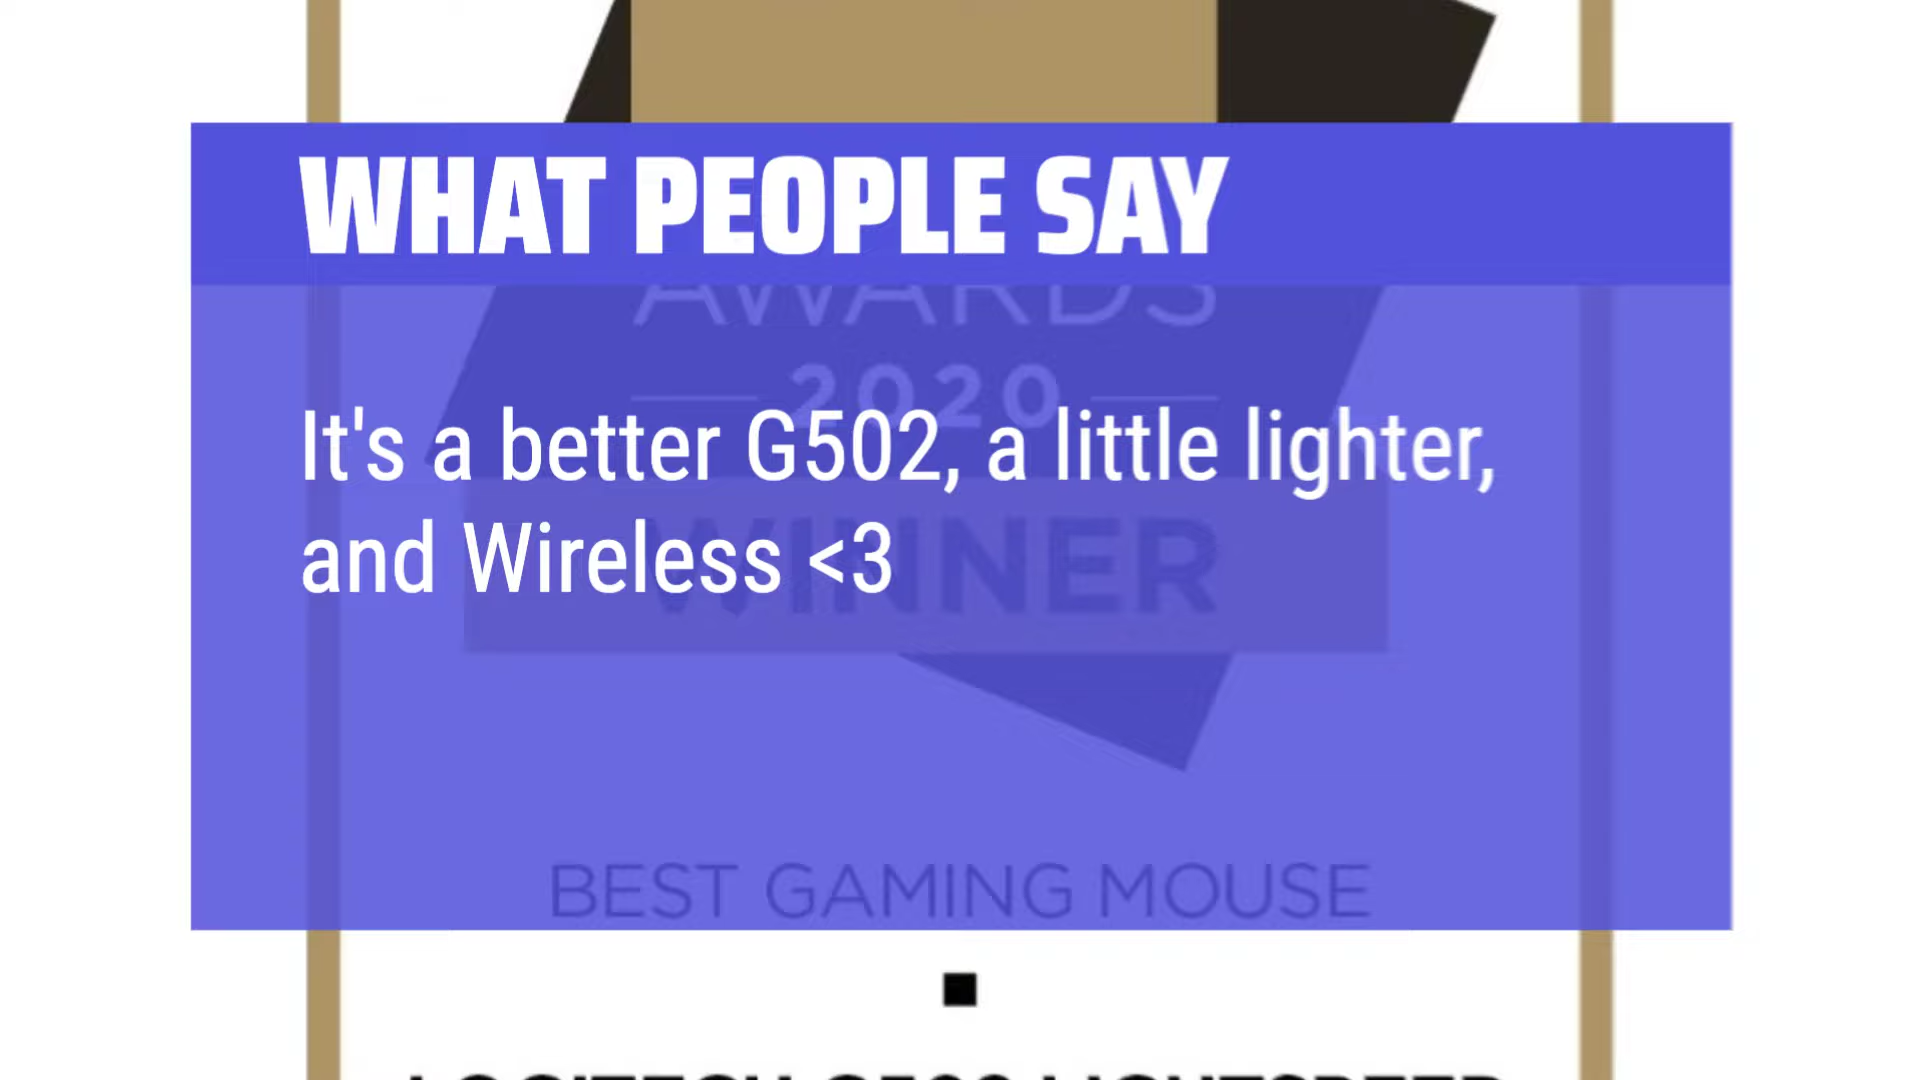 WHAT PEOPLE SAY
AWARDS
2020
It's a better G502, a little lighter,
and Wireless <3
WINNER
BEST GAMING MOUSE